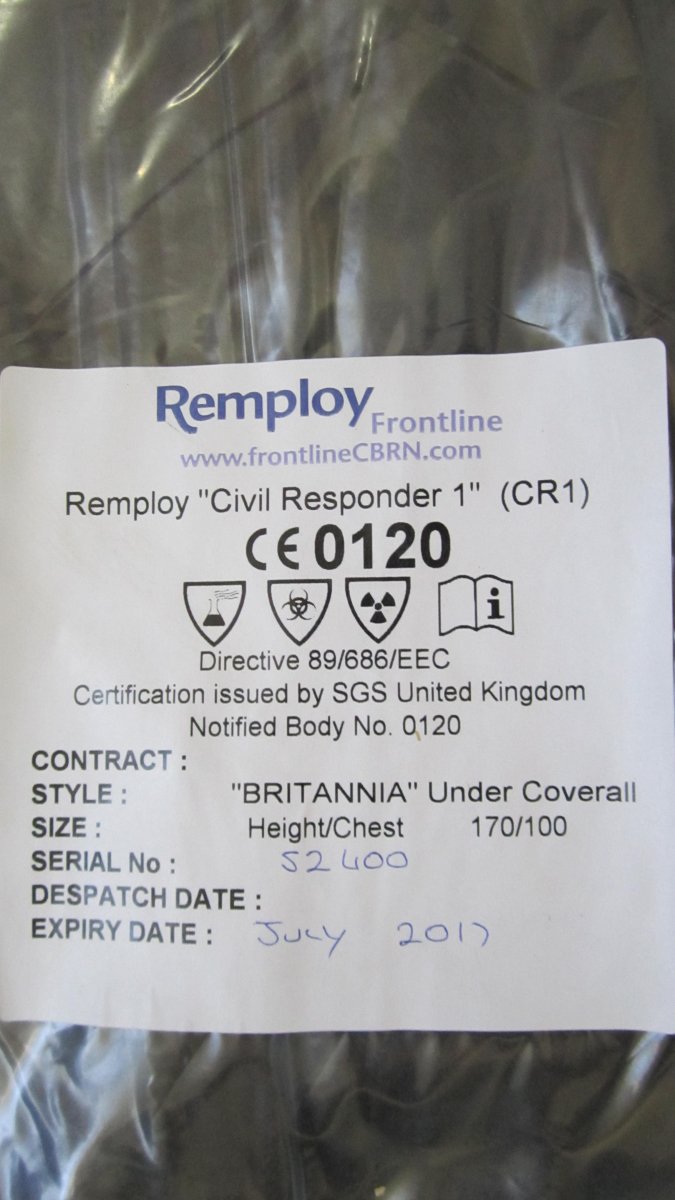 Remploy Frontline
www.frontlineCBRN.com
Remploy "Civil Responder 1" (CR1)
CE 0120
i
Directive 89/686/EEC
Certification issued by SGS United Kingdom
Notified Body No. 0120
CONTRACT :
STYLE : "BRITANNIA" Under Coverall
SIZE : Height/Chest 170/100
SERIAL No : 52400
DESPATCH DATE :
EXPIRY DATE : July 2017